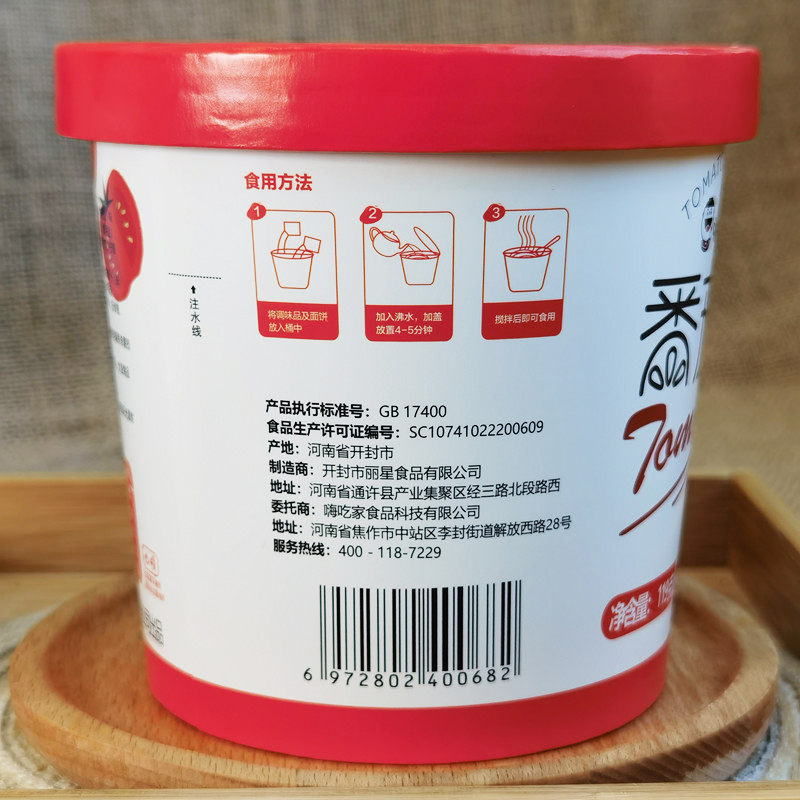 食用方法
1
2
3
将调味品及面饼
放入桶中
加入沸水，加盖
放置4-5分钟
搅拌后即可食用
注水线
产品执行标准号：GB 17400
食品生产许可证编号：SC10741022200609
产地：河南省开封市
制造商：开封市丽星食品有限公司
地址：河南省通许县产业集聚区经三路北段路西
委托商：嗨吃家食品科技有限公司
地址：河南省焦作市中站区李封街道解放西路28号
服务热线：400 - 118-7229
6 972802 400682
TOMAT
番
Tom
净含量：